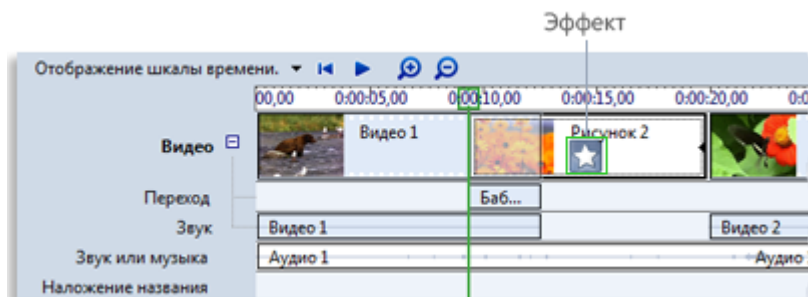 Эффект
Отображение шкалы времени.
00,00 0:00:05,00 0:00:10,00 0:00:15,00 0:00:20,00 0:0
Видео Видео 1 Рисунок 2
Переход Баб...
Звук Видео 1 Видео 2
Звук или музыка Аудио 1 Аудио
Наложение названия